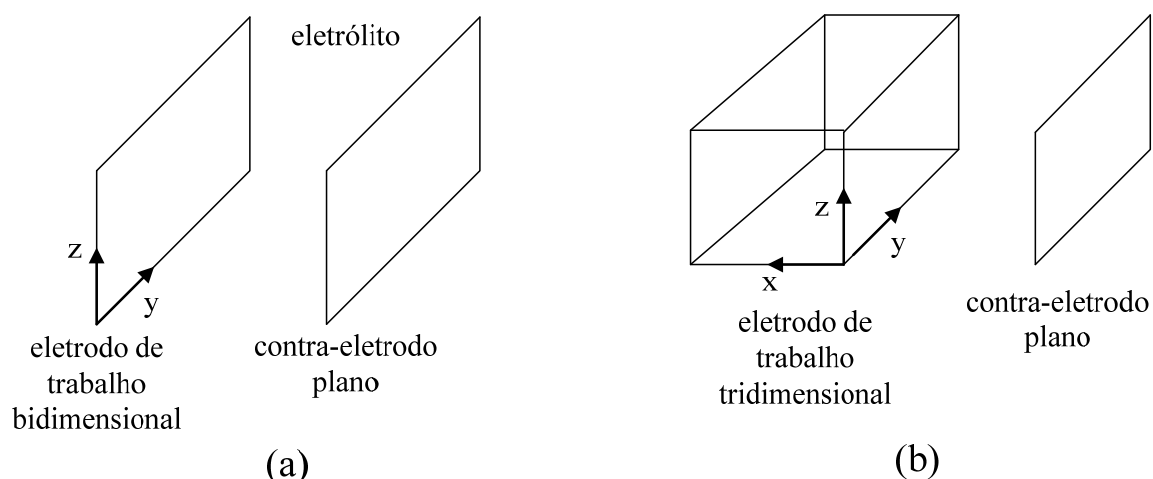 eletrólito
z
y
eletrodo de
trabalho
bidimensional
contra-eletrodo
plano
(a)
z
y
x
eletrodo de
trabalho
tridimensional
contra-eletrodo
plano
(b)